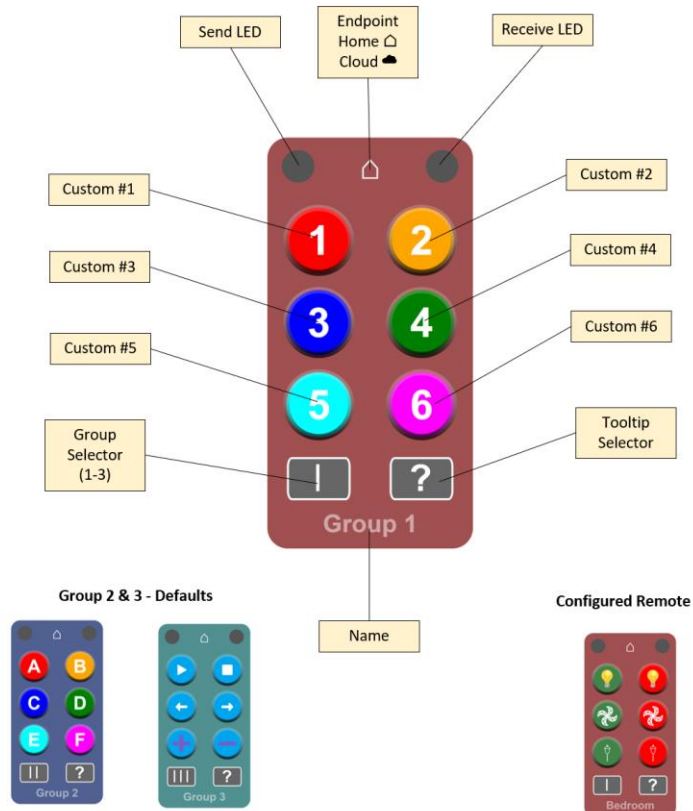 Send LED
Endpoint
Home
Cloud
Receive LED
Custom #1
Custom #2
1
2
Custom #3
Custom #4
3
4
Custom #5
Custom #6
5
6
Group
Selector
(1-3)
Tooltip
Selector
|
?
Group 1
Group 2 & 3 - Defaults
Configured Remote
Name
A
B
C
D
E
F
||
?
Group 2
+
−
|||
?
Group 3
|
?
Bedroom